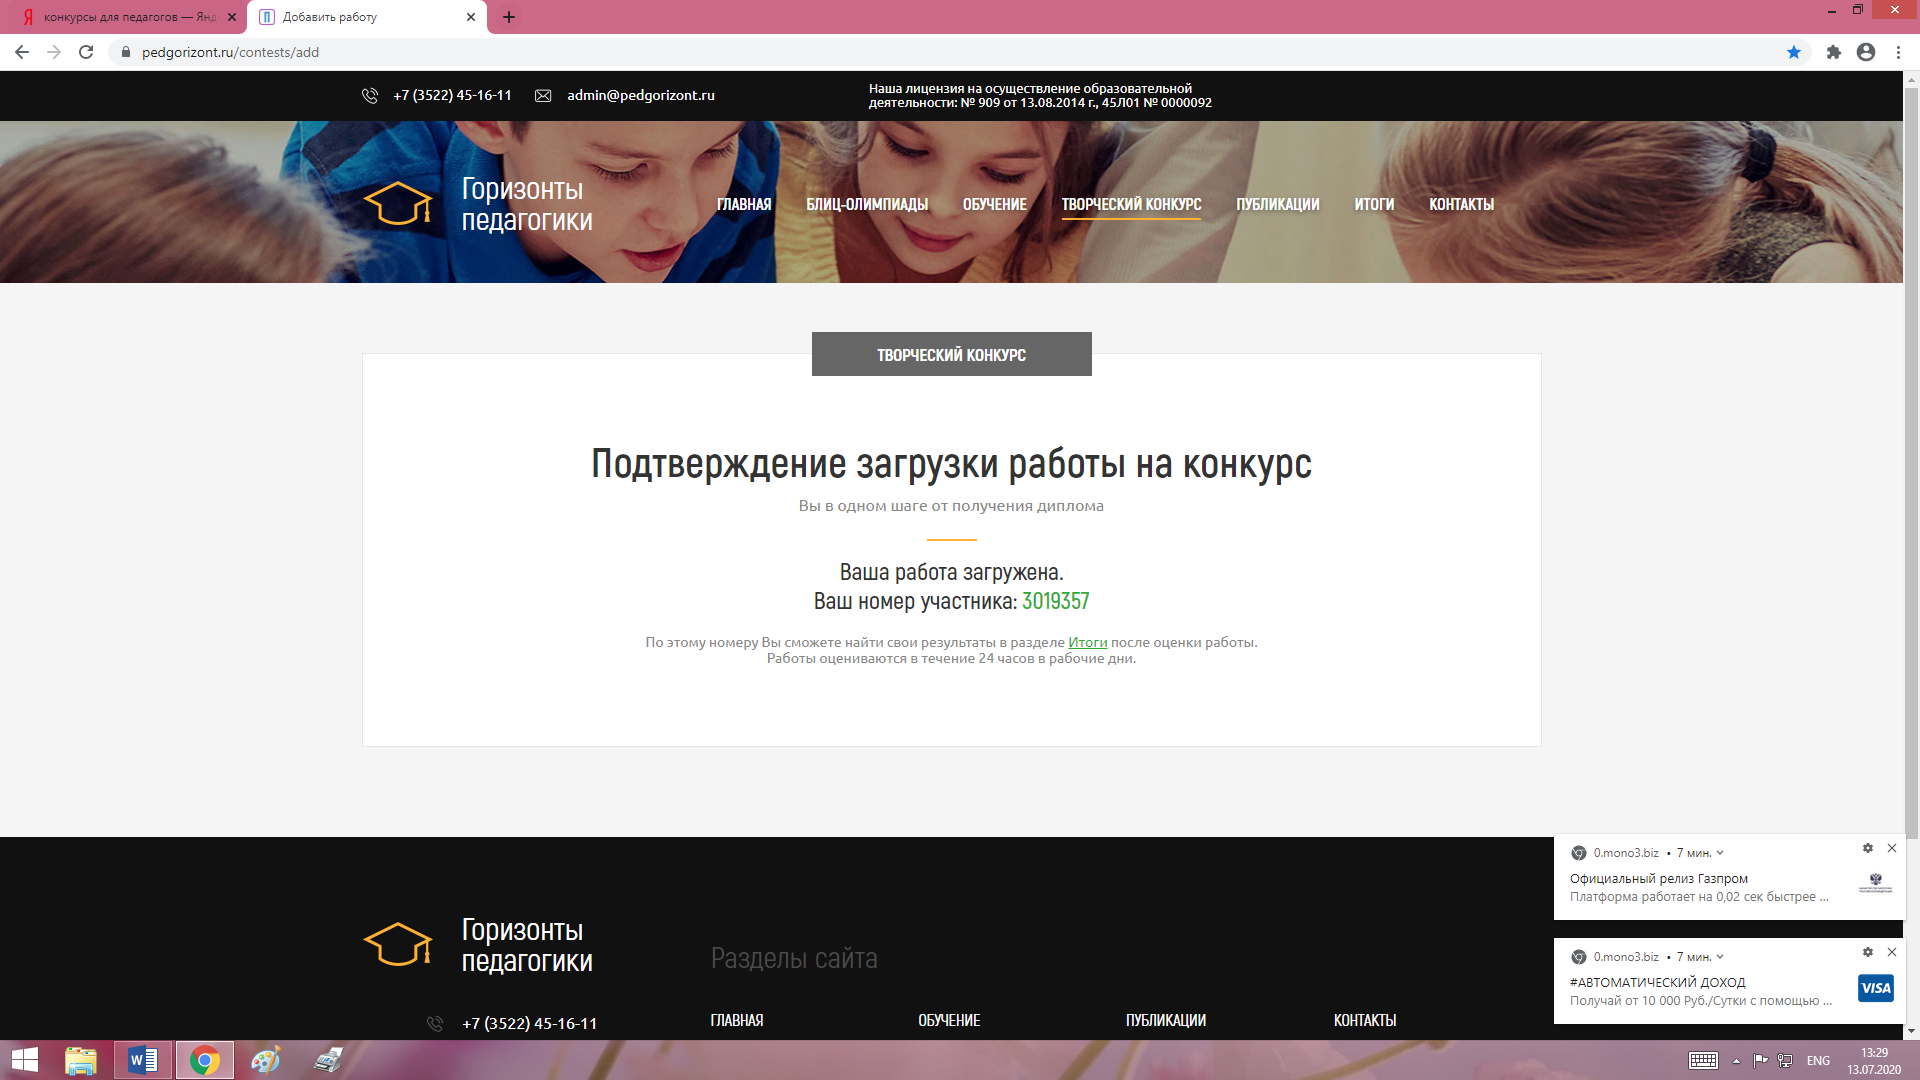 конкурсы для педагогов — Янд
Добавить работу
pedgorizont.ru/contests/add
+7 (3522) 45-16-11
admin@pedgorizont.ru
Наша лицензия на осуществление образовательной
деятельности: № 909 от 13.08.2014 г., 45Л01 № 0000092
Горизонты
педагогики
ГЛАВНАЯ
БЛИЦ-ОЛИМПИАДЫ
ОБУЧЕНИЕ
ТВОРЧЕСКИЙ КОНКУРС
ПУБЛИКАЦИИ
ИТОГИ
КОНТАКТЫ
ТВОРЧЕСКИЙ КОНКУРС
Подтверждение загрузки работы на конкурс
Вы в одном шаге от получения диплома
Ваша работа загружена.
Ваш номер участника: 3019357
По этому номеру Вы сможете найти свои результаты в разделе Итоги после оценки работы.
Работы оцениваются в течение 24 часов в рабочие дни.
Горизонты
педагогики
+7 (3522) 45-16-11
Разделы сайта
ГЛАВНАЯ
ОБУЧЕНИЕ
ПУБЛИКАЦИИ
КОНТАКТЫ
0.mono3.biz • 7 мин.
Официальный релиз Газпром
Платформа работает на 0,02 сек быстрее ...
0.mono3.biz • 7 мин.
#АВТОМАТИЧЕСКИЙ ДОХОД
Получай от 10 000 Руб./Сутки с помощью ...
VISA
ENG
13:29
13.07.2020